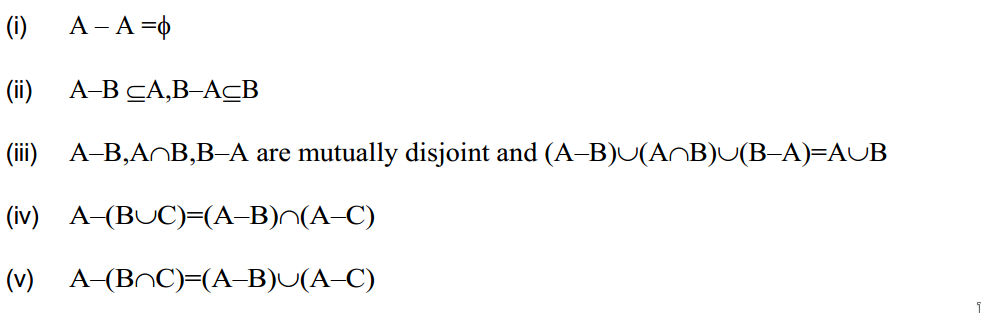 (i) A – A =ϕ
(ii) A–B ⊆A,B–A⊆B
(iii) A–B,A∩B,B–A are mutually disjoint and (A–B)∪(A∩B)∪(B–A)=A∪B
(iv) A–(B∪C)=(A–B)∩(A–C)
(v) A–(B∩C)=(A–B)∪(A–C)